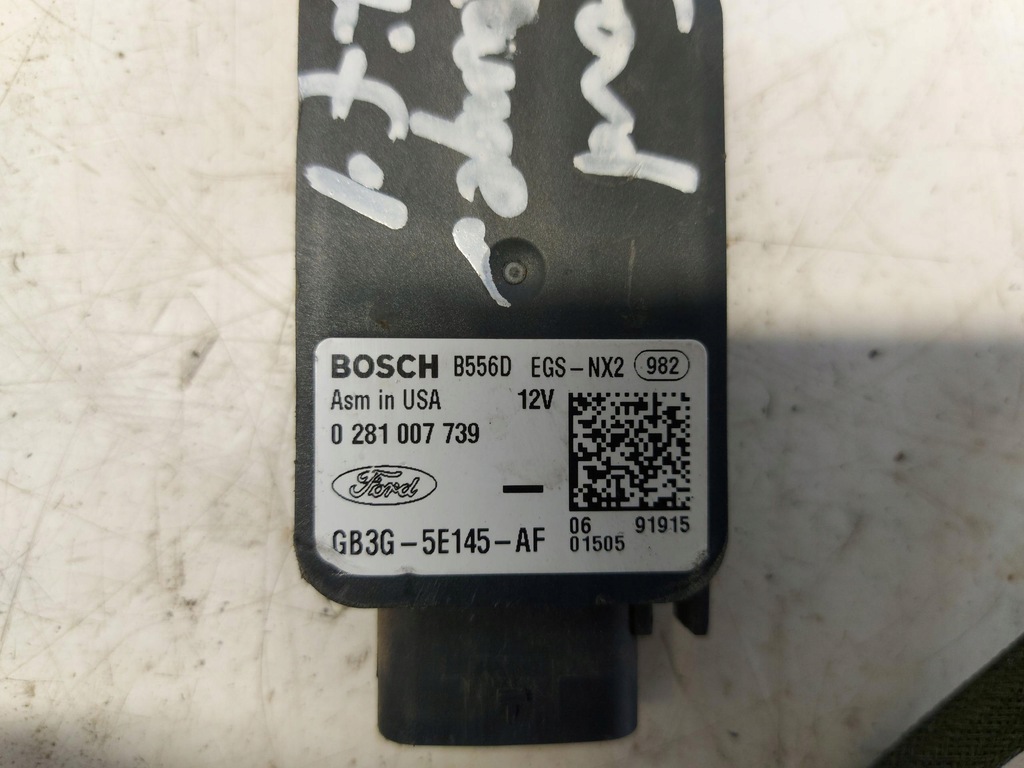 BOSCH B556D EGS-NX2 982
Asm in USA 12V
0 281 007 739
Ford
GB3G-5E145-AF
06 91915
01505